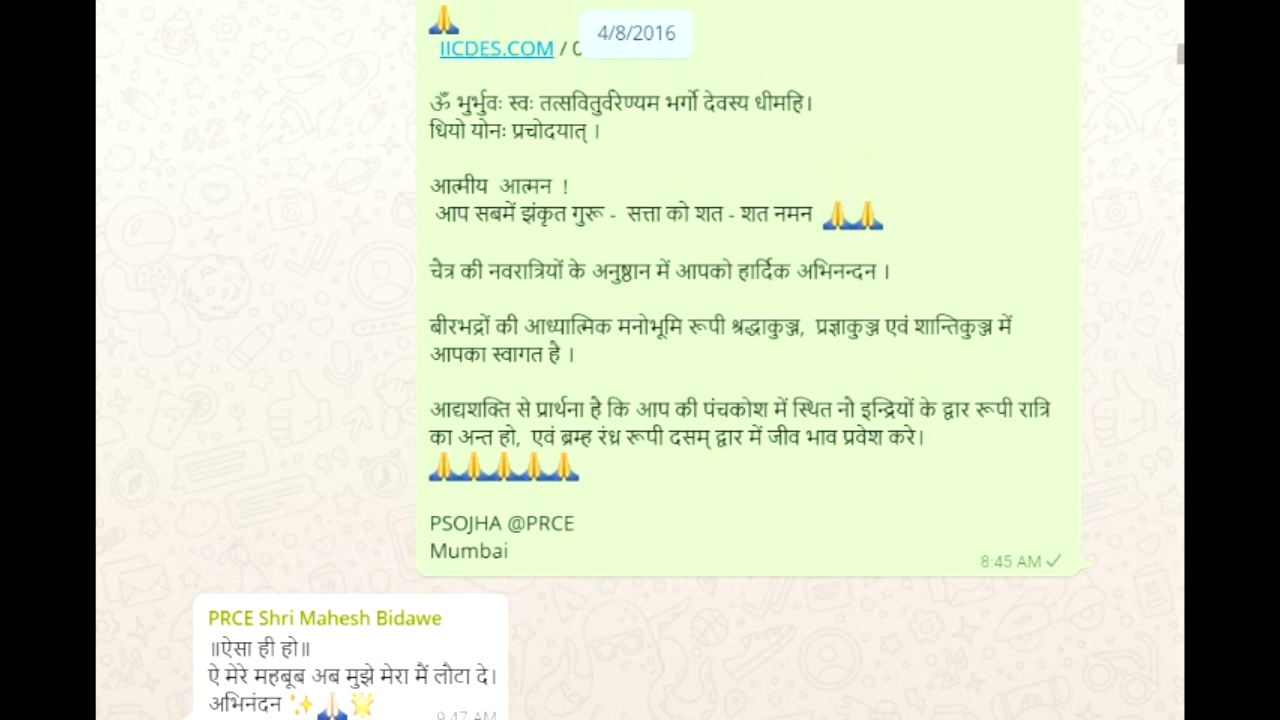 🙏
4/8/2016
IICDES.COM /
ॐ भुर्भुवः स्वः तत्सवितुर्वरेण्यम भर्गो देवस्य धीमहि।
धियो योनः प्रचोदयात् ।
आत्मीय आत्मन !
आप सबमें झंकृत गुरू - सत्ता को शत - शत नमन 🙏🙏
चैत्र की नवरात्रियों के अनुष्ठान में आपको हार्दिक अभिनन्दन ।
बीरभद्रों की आध्यात्मिक मनोभूमि रूपी श्रद्धाकुञ्ज, प्रज्ञाकुञ्ज एवं शान्तिकुञ्ज में
आपका स्वागत है ।
आद्यशक्ति से प्रार्थना है कि आप की पंचकोश में स्थित नौ इन्द्रियों के द्वार रूपी रात्रि
का अन्त हो, एवं ब्रम्ह रंध्र रूपी दसम् द्वार में जीव भाव प्रवेश करे।
🙏🙏🙏🙏🙏
PSOJHA @PRCE
Mumbai
8:45 AM ✓
PRCE Shri Mahesh Bidawe
॥ऐसा ही हो॥
ऐ मेरे महबूब अब मुझे मेरा मैं लौटा दे।
अभिनंदन ✨🙏🏻🌟
9:47 AM